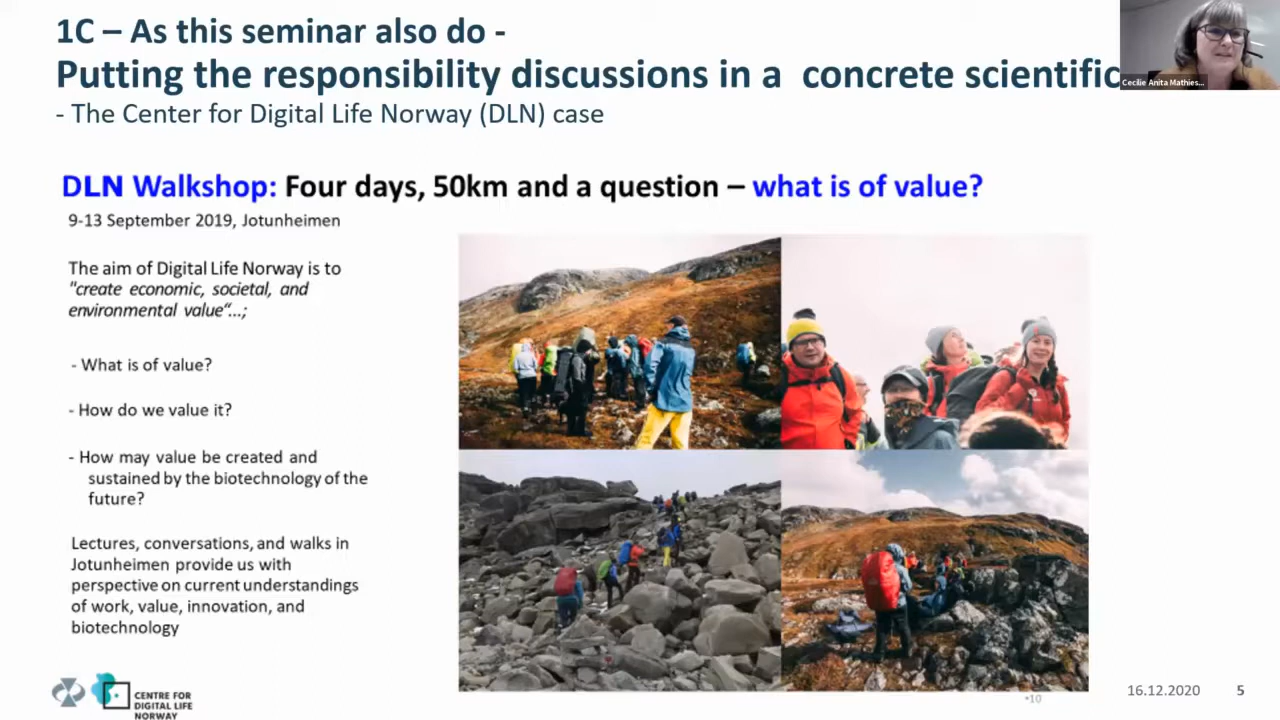 1C – As this seminar also do -
Putting the responsibility discussions in a concrete scientific
- The Center for Digital Life Norway (DLN) case
Cecilie Anita Mathies...
DLN Walkshop: Four days, 50km and a question – what is of value?
9-13 September 2019, Jotunheimen
The aim of Digital Life Norway is to
"create economic, societal, and
environmental value“...;
- What is of value?
- How do we value it?
- How may value be created and
sustained by the biotechnology of the
future?
Lectures, conversations, and walks in
Jotunheimen provide us with
perspective on current understandings
of work, value, innovation, and
biotechnology
CENTRE FOR
DIGITAL LIFE
NORWAY
•10
16.12.2020 5